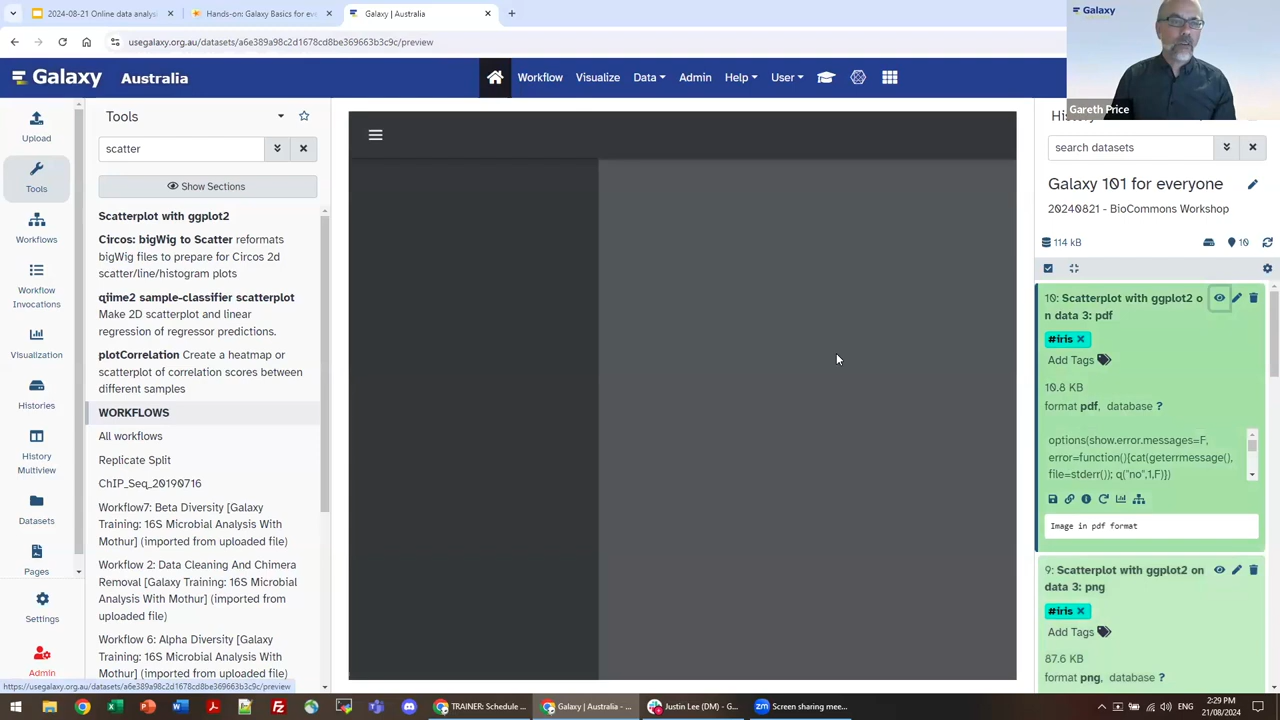 2024-08-21 Online data analysi
Hands-on: Galaxy Basics for ev
Galaxy | Australia
usegalaxy.org.au/datasets/a6e389a98c2d1678cd8be369663b3c9c/preview
Galaxy
Australia
Workflow
Visualize
Data
Admin
Help
User
Galaxy
Gareth Price
Upload
Tools
Workflows
Workflow
Invocations
Visualization
Histories
History
Multiview
Datasets
Pages
Settings
Admin
Tools
scatter
Show Sections
Scatterplot with ggplot2
Circos: bigWig to Scatter reformats
bigWig files to prepare for Circos 2d
scatter/line/histogram plots
qiime2 sample-classifier scatterplot
Make 2D scatterplot and linear
regression of regressor predictions.
plotCorrelation Create a heatmap or
scatterplot of correlation scores between
different samples
WORKFLOWS
All workflows
Replicate Split
ChIP_Seq_20190716
Workflow7: Beta Diversity [Galaxy
Training: 16S Microbial Analysis With
Mothur] (imported from uploaded file)
Workflow 2: Data Cleaning And Chimera
Removal [Galaxy Training: 16S Microbial
Analysis With Mothur] (imported from
uploaded file)
Workflow 6: Alpha Diversity [Galaxy
Training: 16S Microbial Analysis With
Mothur] (imported from uploaded file)
search datasets
Galaxy 101 for everyone
20240821 - BioCommons Workshop
114 kB
10
10: Scatterplot with ggplot2 o
n data 3: pdf
#iris
Add Tags
10.8 KB
format pdf, database ?
options(show.error.messages=F,
error=function(){cat(geterrmessage(),
file=stderr()); q("no",1,F)})
Image in pdf format
9: Scatterplot with ggplot2 on
data 3: png
#iris
Add Tags
87.6 KB
format png, database ?
https://usegalaxy.org.au/datasets/a6e389a98c2d1678cd8be369663b3c9c/preview
TRAINER: Schedule ...
Galaxy | Australia - ...
Justin Lee (DM) - G...
Screen sharing mee...
2:29 PM
21/08/2024